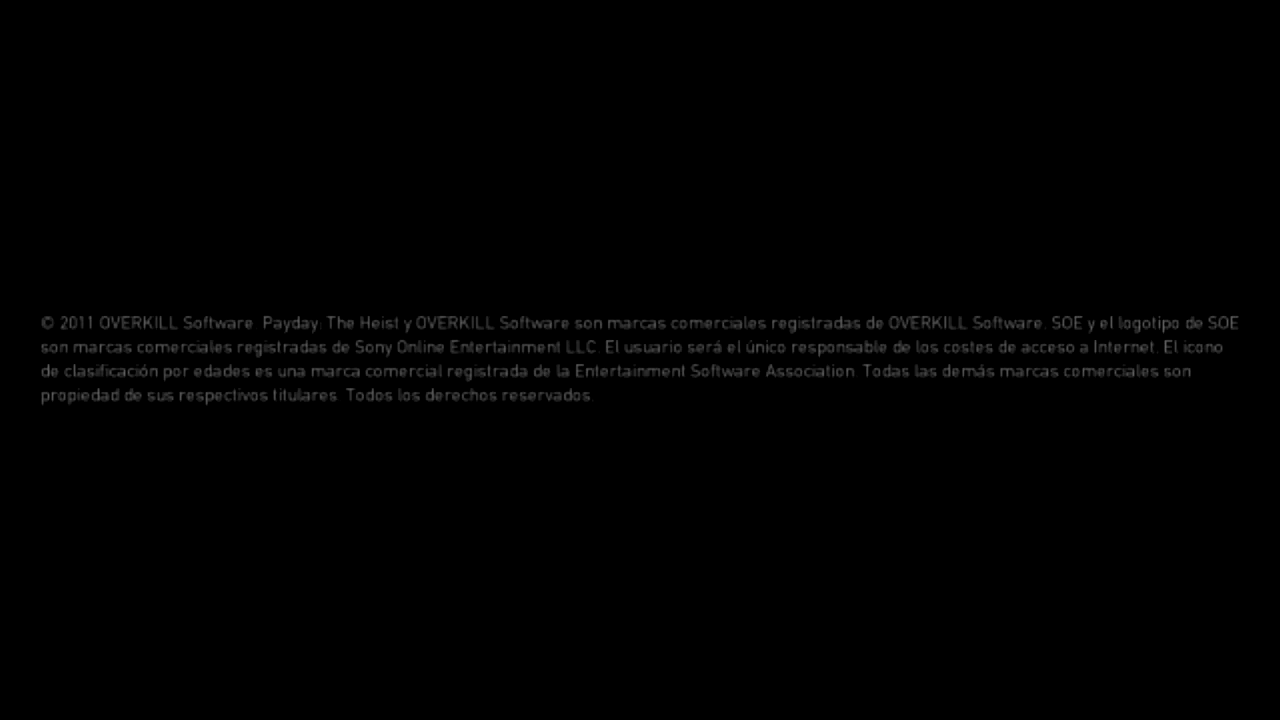 © 2011 OVERKILL Software. Payday: The Heist y OVERKILL Software son marcas comerciales registradas de OVERKILL Software. SOE y el logotipo de SOE
son marcas comerciales registradas de Sony Online Entertainment LLC. El usuario será el único responsable de los costes de acceso a Internet. El icono
de clasificación por edades es una marca comercial registrada de la Entertainment Software Association. Todas las demás marcas comerciales son
propiedad de sus respectivos titulares. Todos los derechos reservados.